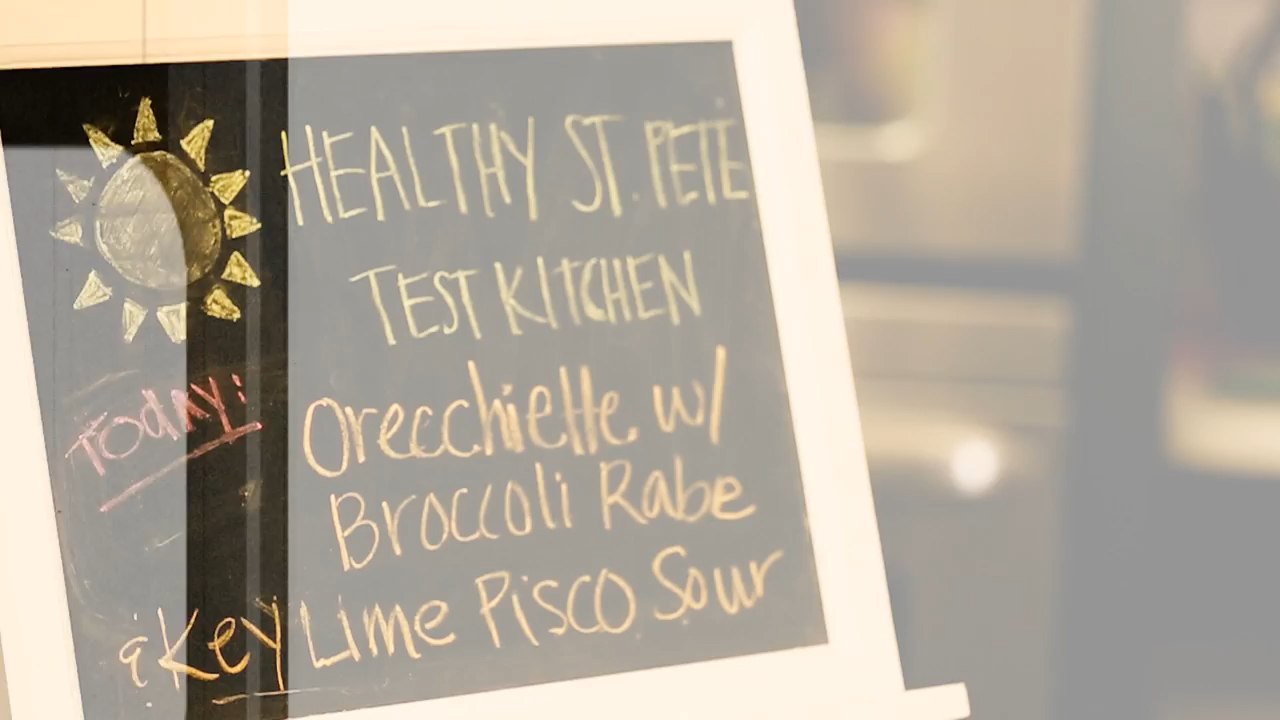 HEALTHY ST. PETE
TEST KITCHEN
Today:
Orecchiette w/
Broccoli Rabe
& Key Lime Pisco Sour